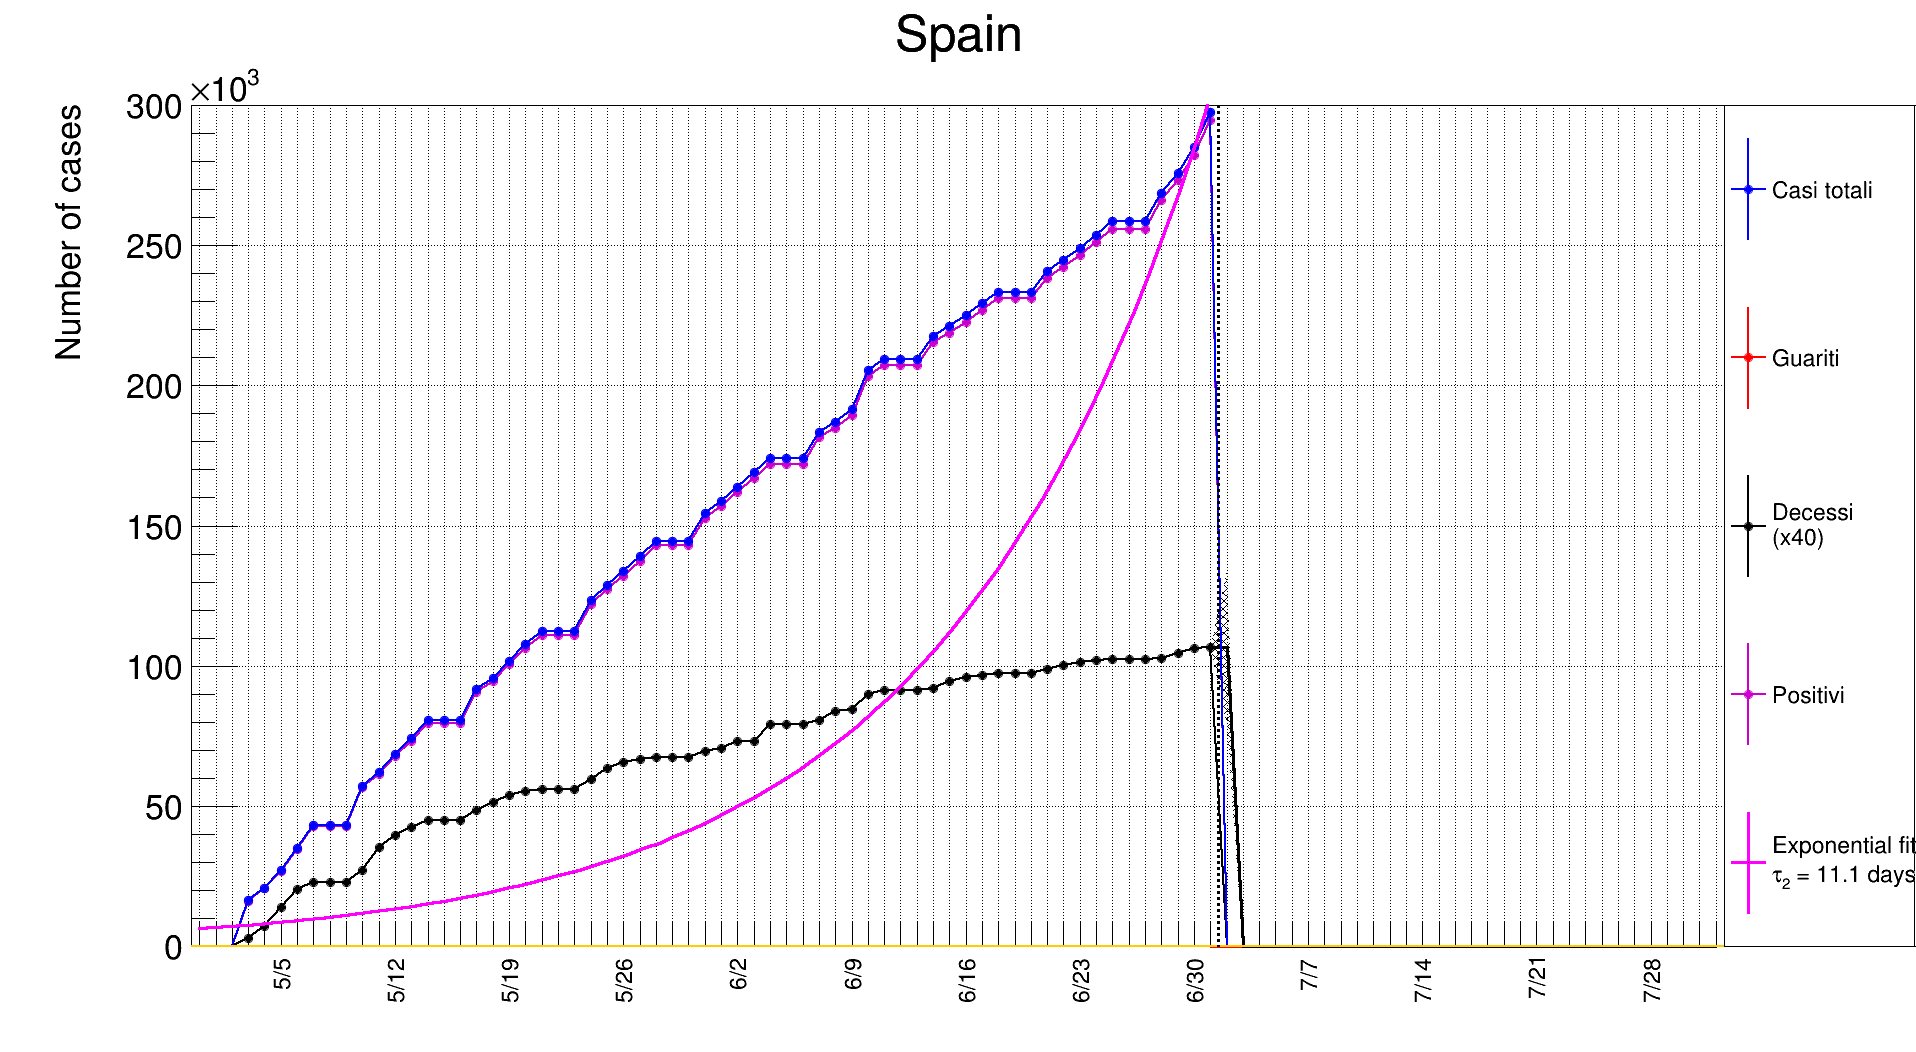 Spain
×10³
Number of cases
300
250
200
150
100
50
0
5/5
5/12
5/19
5/26
6/2
6/9
6/16
6/23
6/30
7/7
7/14
7/21
7/28
Casi totali
Guariti
Decessi
(x40)
Positivi
Exponential fit
τ₂ = 11.1 days